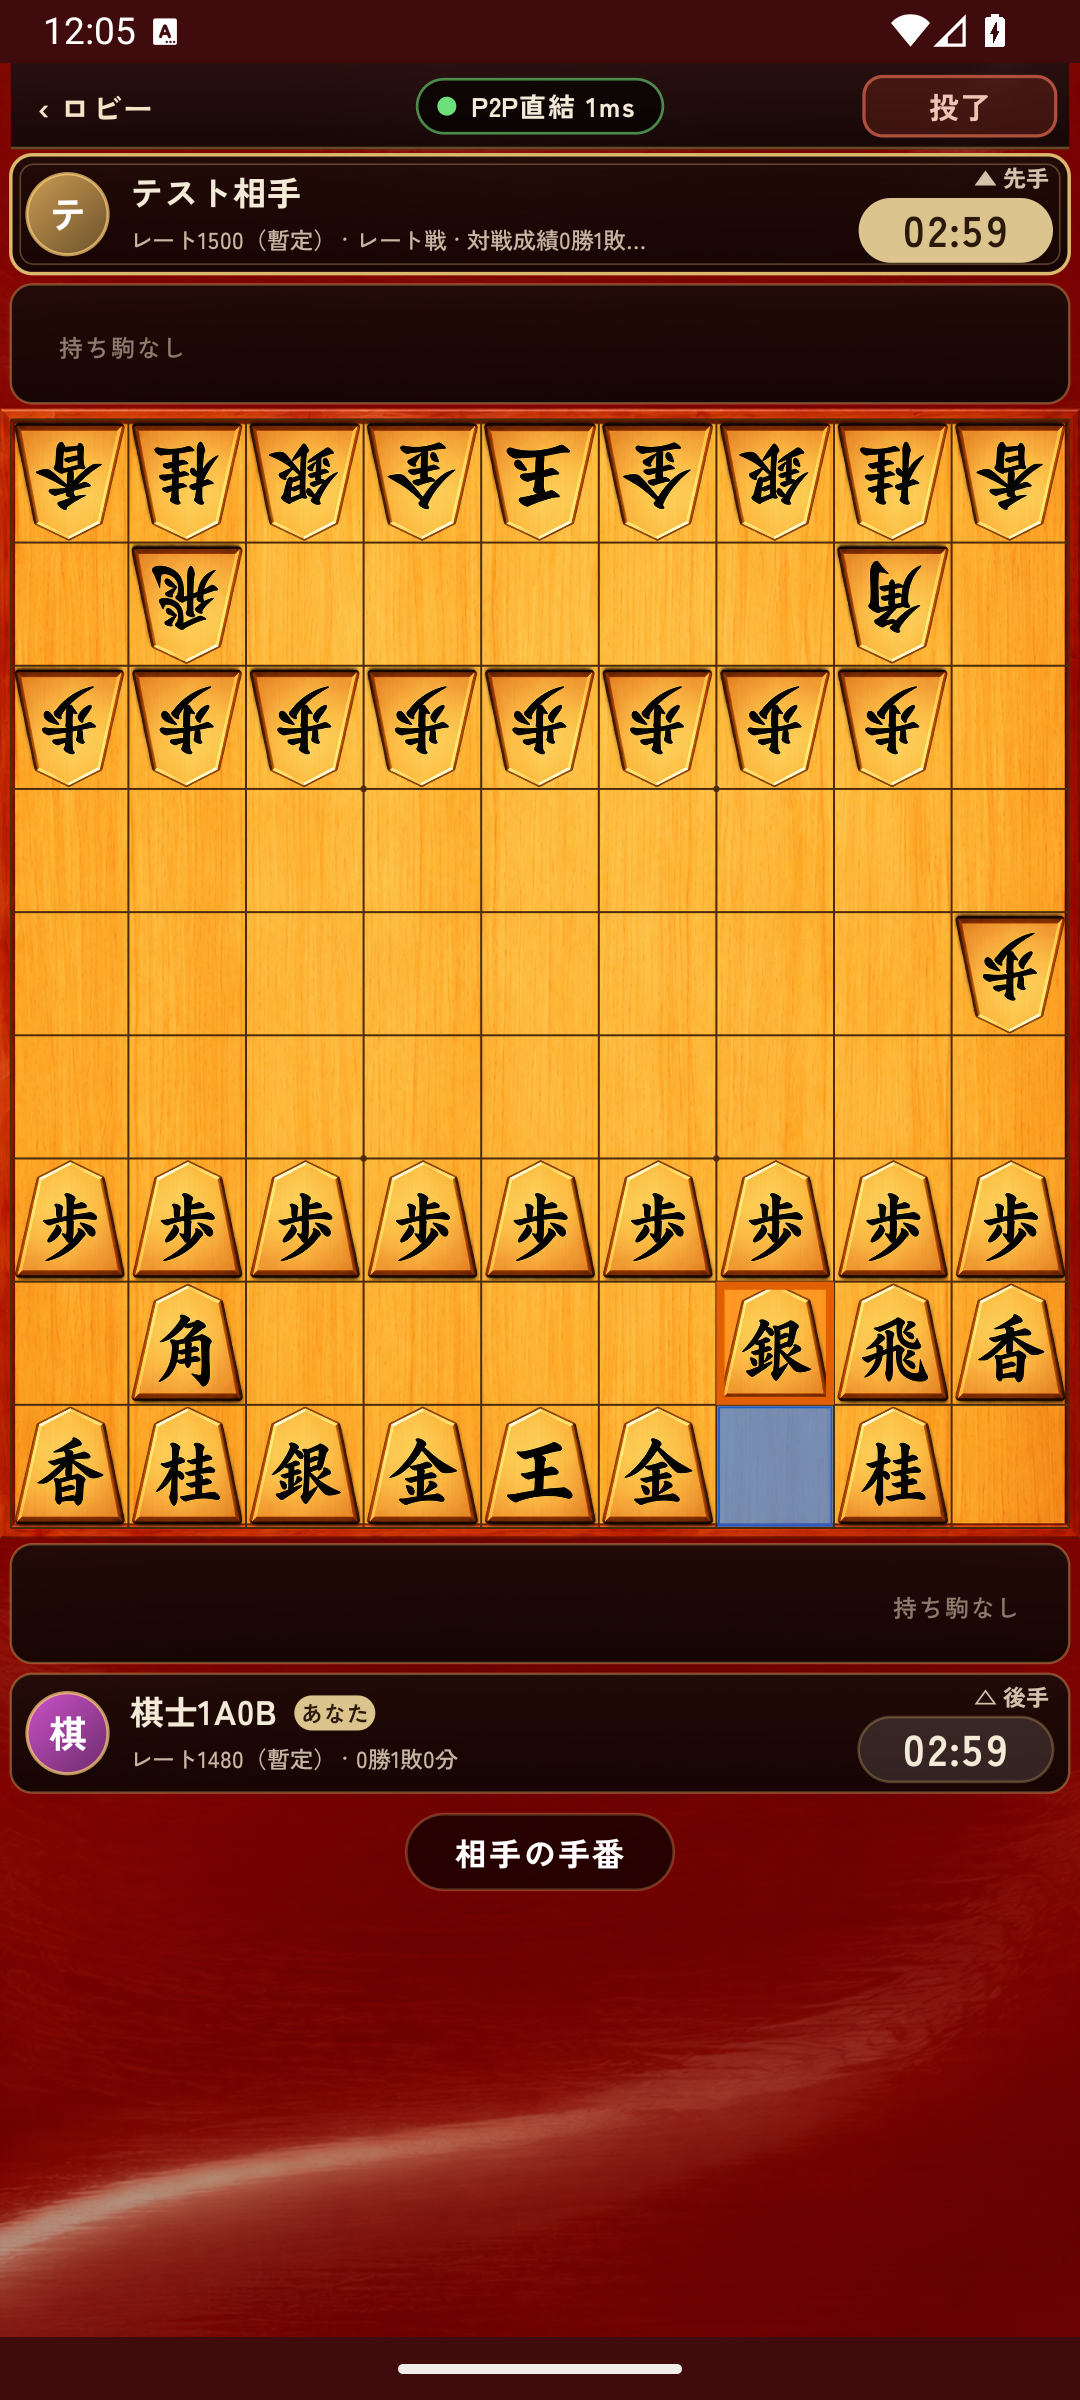 12:05 A
‹ ロビー P2P直結 1ms 投了
テ テスト相手 ▲先手
レート1500（暫定）· レート戦 · 対戦成績0勝1敗… 02:59
持ち駒なし
香 桂 銀 金 王 金 銀 桂 香
飛 角
歩 歩 歩 歩 歩 歩 歩 歩
歩
歩 歩 歩 歩 歩 歩 歩 歩 歩
角 銀 飛 香
香 桂 銀 金 王 金 桂
持ち駒なし
棋 棋士1A0B あなた △後手
レート1480（暫定）· 0勝1敗0分 02:59
相手の手番